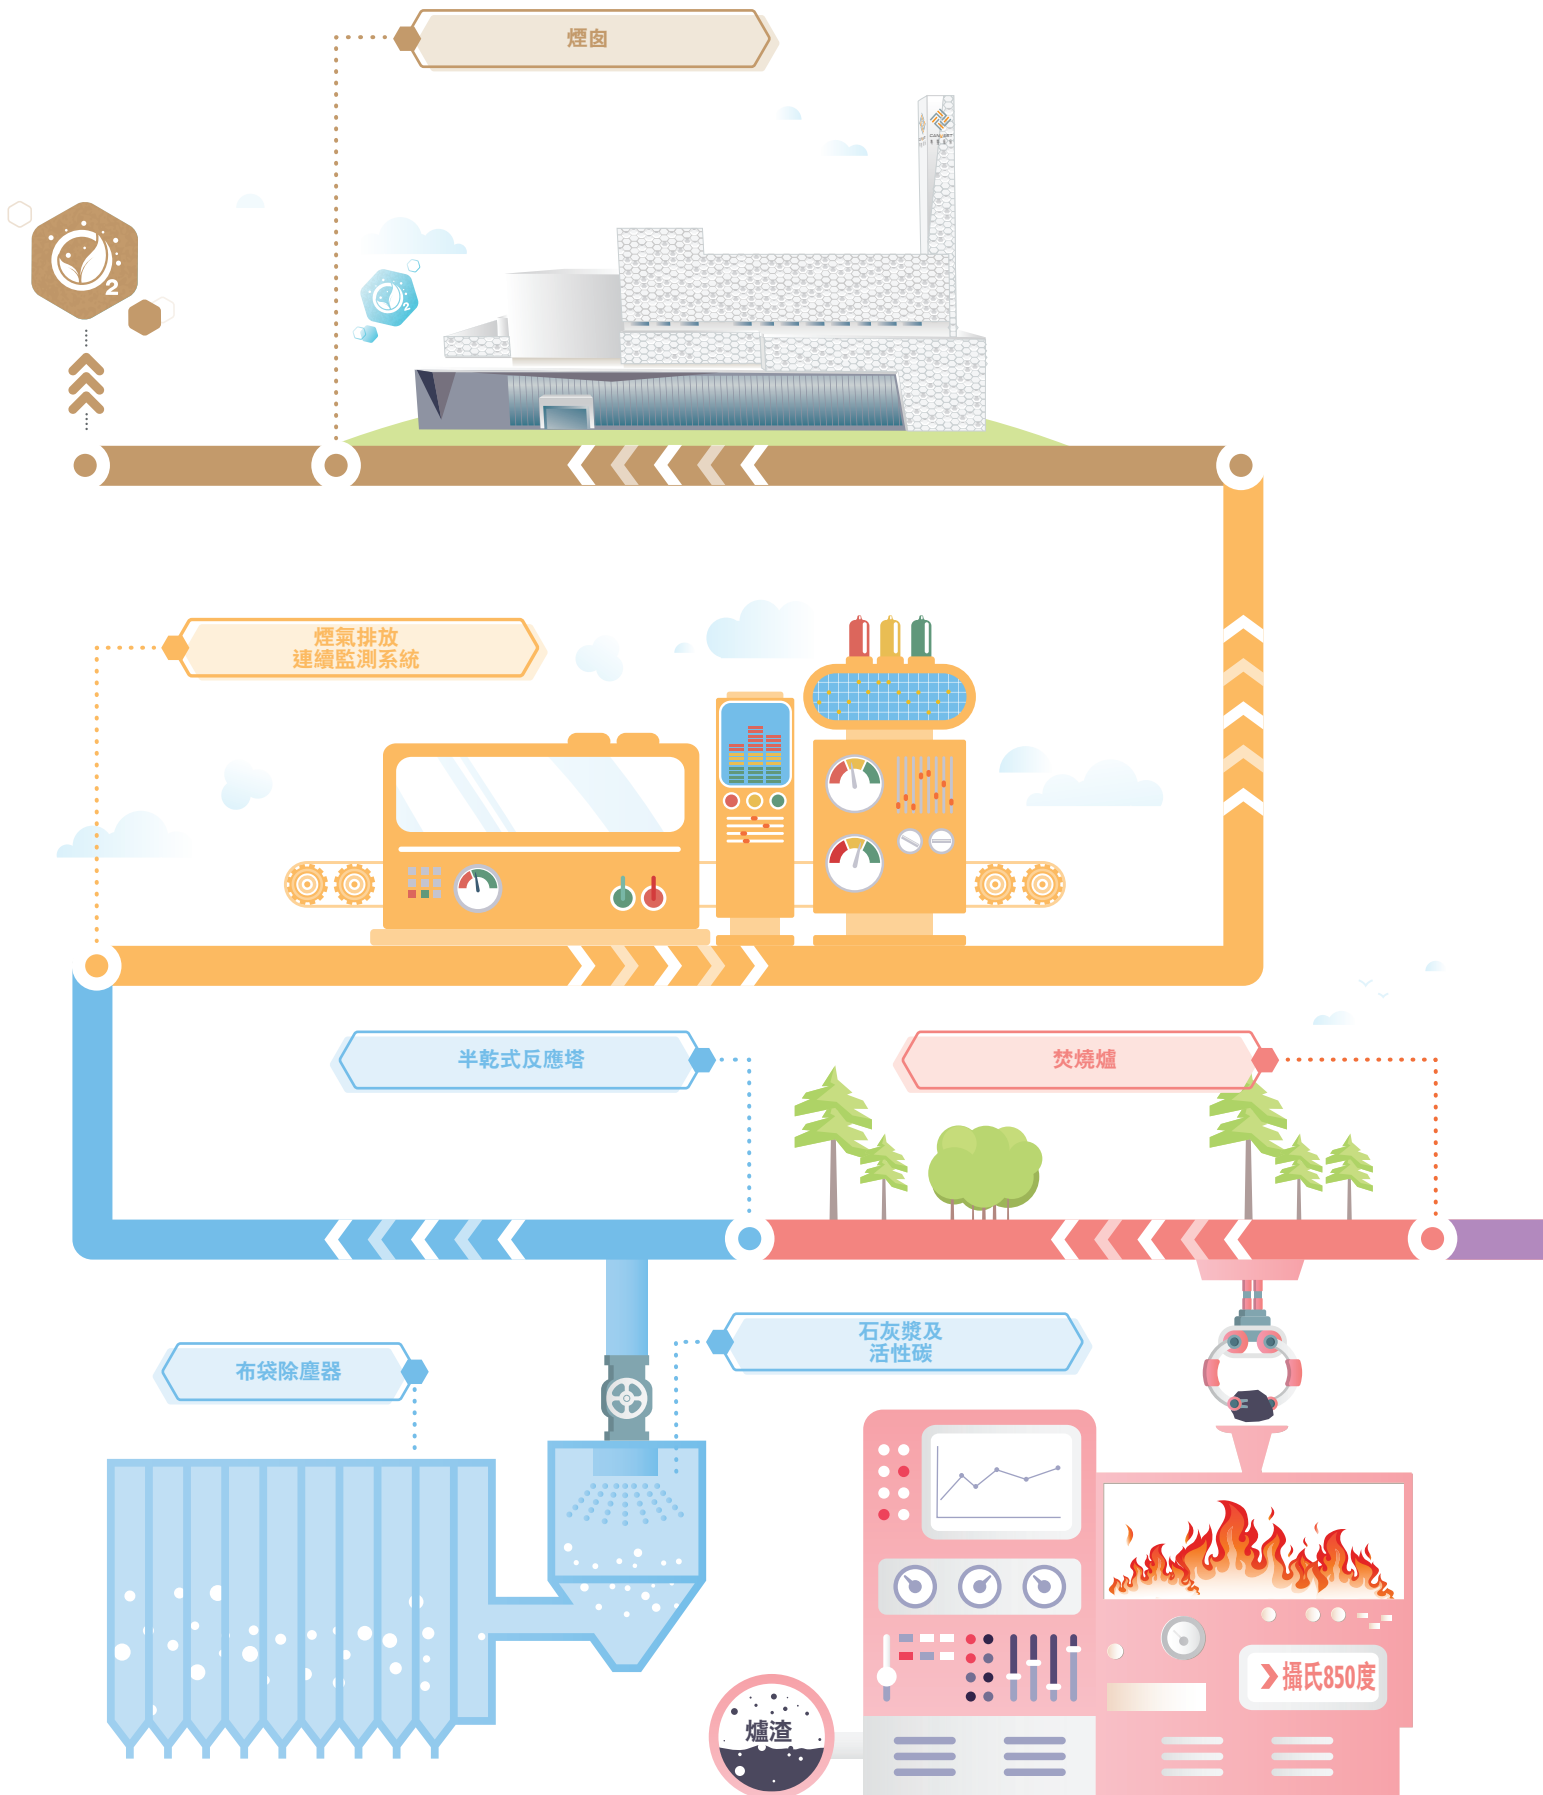 煙囪
2
2
煙氣排放
連續監測系統
半乾式反應塔
焚燒爐
石灰漿及
活性碳
布袋除塵器
攝氏850度
爐渣